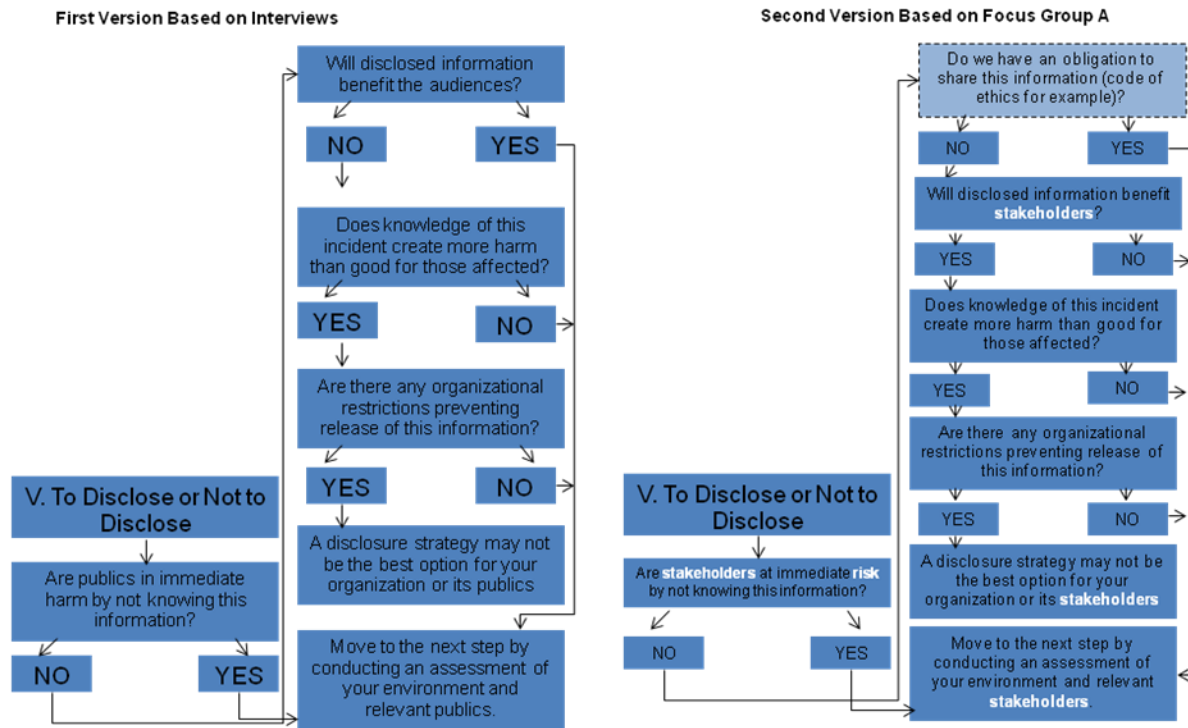 First Version Based on Interviews
Will disclosed information
benefit the audiences?
NO
YES
Does knowledge of this
incident create more harm
than good for those affected?
YES
NO
Are there any organizational
restrictions preventing
release of this information?
YES
NO
A disclosure strategy may not
be the best option for your
organization or its publics
V. To Disclose or Not to
Disclose
Are publics in immediate
harm by not knowing this
information?
NO
YES
Move to the next step by
conducting an assessment of
your environment and
relevant publics.
Second Version Based on Focus Group A
Do we have an obligation to
share this information (code of
ethics for example)?
NO
YES
Will disclosed information benefit
stakeholders?
YES
NO
Does knowledge of this incident
create more harm than good for
those affected?
YES
NO
Are there any organizational
restrictions preventing release of
this information?
YES
NO
A disclosure strategy may not be
the best option for your
organization or its stakeholders
V. To Disclose or Not to
Disclose
Are stakeholders at immediate risk
by not knowing this information?
NO
YES
Move to the next step by
conducting an assessment of
your environment and relevant
stakeholders.